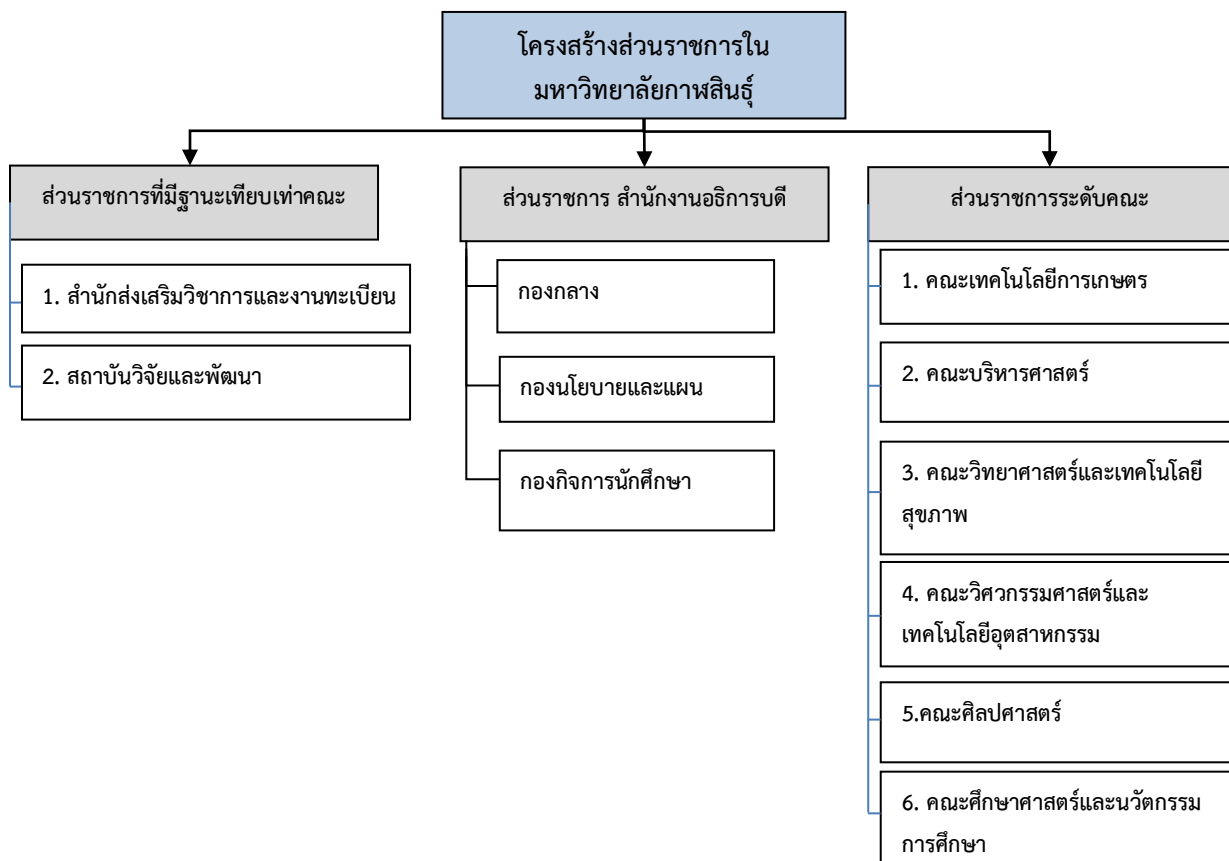 โครงสร้างส่วนราชการใน
มหาวิทยาลัยกาฬสินธุ์
ส่วนราชการที่มีฐานะเทียบเท่าคณะ
1. สำนักส่งเสริมวิชาการและงานทะเบียน
2. สถาบันวิจัยและพัฒนา
ส่วนราชการ สำนักงานอธิการบดี
กองกลาง
กองนโยบายและแผน
กองกิจการนักศึกษา
ส่วนราชการระดับคณะ
1. คณะเทคโนโลยีการเกษตร
2. คณะบริหารศาสตร์
3. คณะวิทยาศาสตร์และเทคโนโลยี
สุขภาพ
4. คณะวิศวกรรมศาสตร์และ
เทคโนโลยีอุตสาหกรรม
5.คณะศิลปศาสตร์
6. คณะศึกษาศาสตร์และนวัตกรรม
การศึกษา